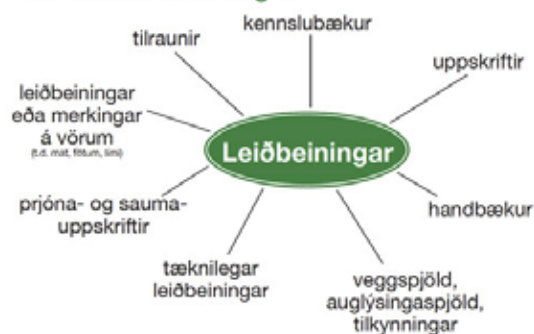 kennslubækur
tilraunir
uppskriftir
leiðbeiningar
eða merkingar
á vörum
(t.d. mat, fötum, lími)
Leiðbeiningar
prjóna- og sauma-
uppskriftir
handbækur
tæknilegar
leiðbeiningar
veggspjöld,
auglýsingaspjöld,
tilkynningar